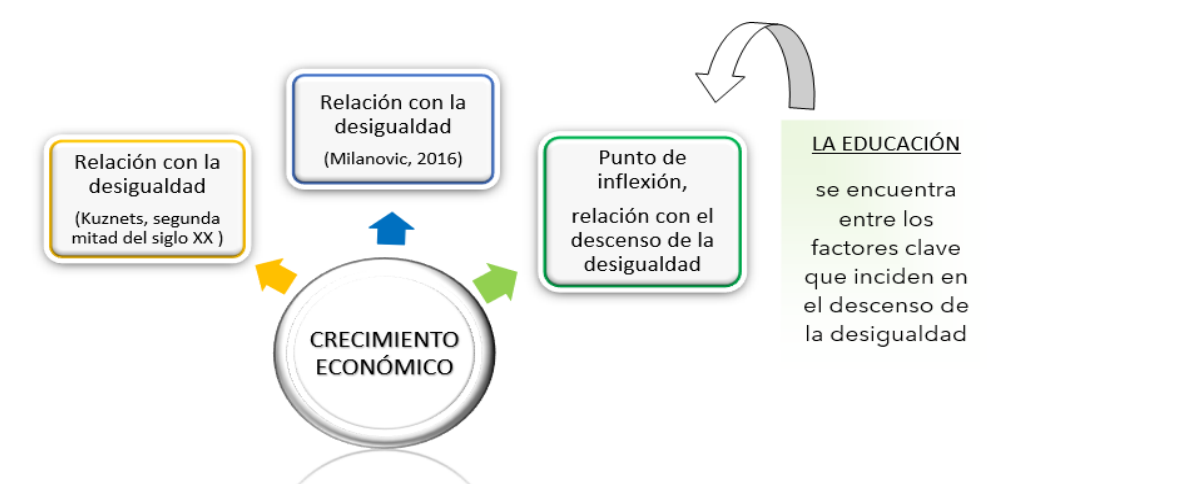 Relación con la
desigualdad
(Kuznets, segunda
mitad del siglo XX )
Relación con la
desigualdad
(Milanovic, 2016)
Punto de
inflexión,
relación con el
descenso de la
desigualdad
LA EDUCACIÓN
se encuentra
entre los
factores clave
que inciden en
el descenso de
la desigualdad
CRECIMIENTO
ECONÓMICO